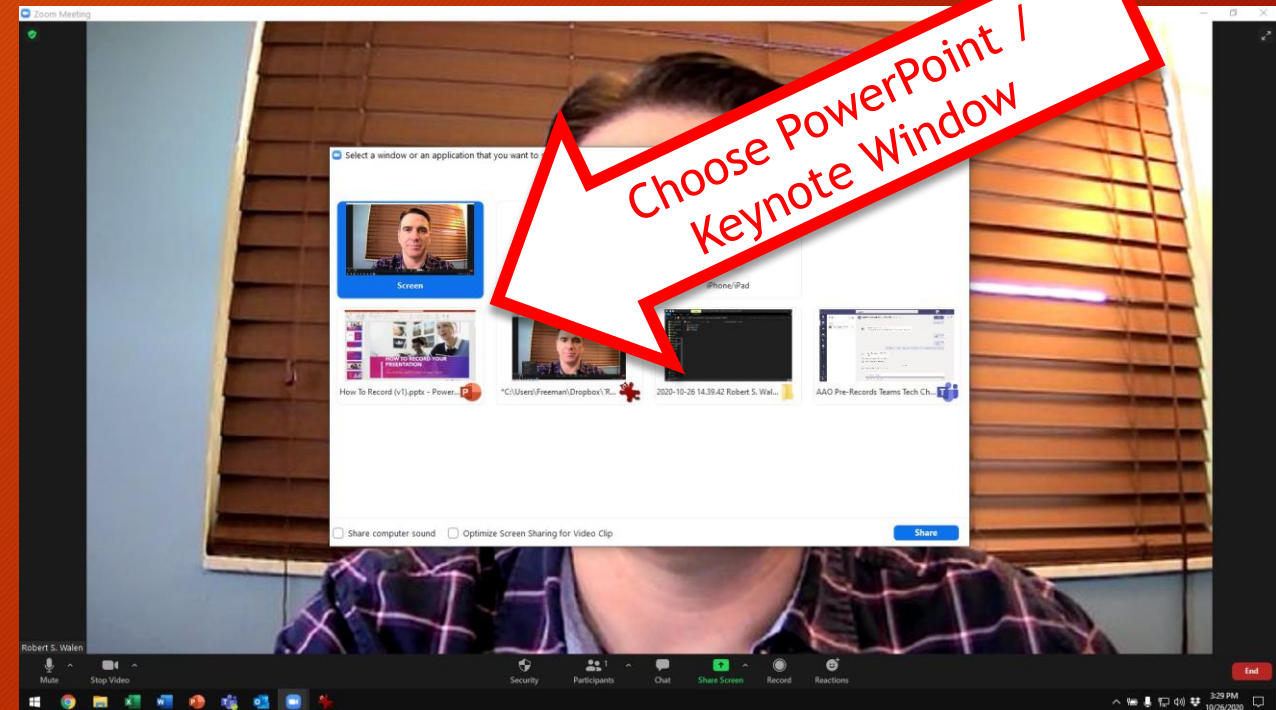 Zoom Meeting
Choose PowerPoint /
Keynote Window
Select a window or an application that you want to
Screen
iPhone/iPad
HOW TO RECORD YOUR
PRESENTATION
How To Record (v1).pptx - Power...
*C:\Users\Freeman\Dropbox\'R...
2020-10-26 14.39.42 Robert S. Wal...
AAO Pre-Records Teams Tech Ch...
Share computer sound
Optimize Screen Sharing for Video Clip
Share
Robert S. Walen
Mute
Stop Video
Security
Participants
1
Chat
Share Screen
Record
Reactions
End
3:29 PM
10/26/2020